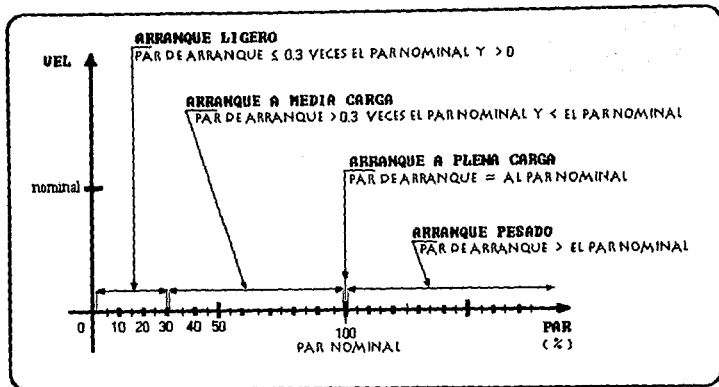 ARRANQUE LIGERO
VEL
PAR DE ARRANQUE ≤ 0.3 VECES EL PAR NOMINAL Y > 0
ARRANQUE A MEDIA CARGA
PAR DE ARRANQUE > 0.3 VECES EL PAR NOMINAL Y < EL PAR NOMINAL
ARRANQUE A PLENA CARGA
PAR DE ARRANQUE = AL PAR NOMINAL
nominal
ARRANQUE PESADO
PAR DE ARRANQUE > EL PAR NOMINAL
0 10 20 30 40 50 100 PAR
PAR NOMINAL (%)